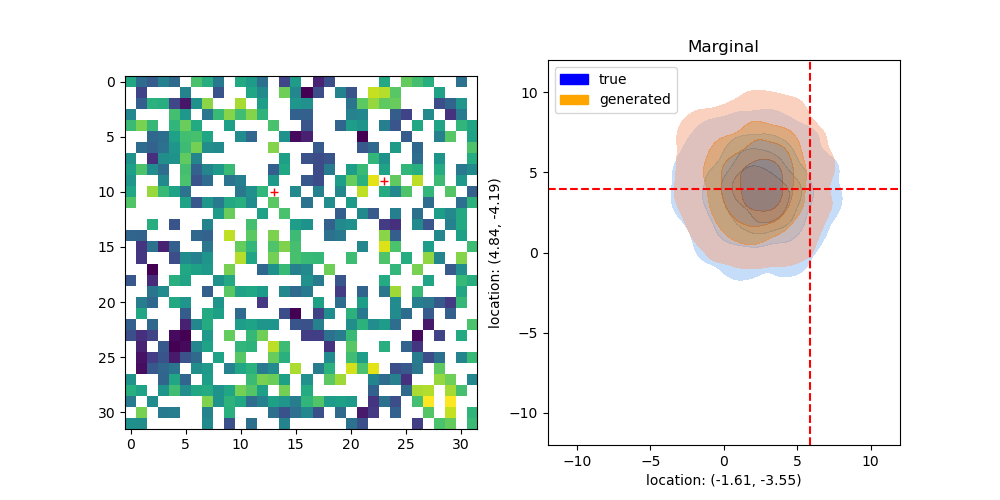 Marginal
true
generated
0
5
10
15
20
25
30
0 5 10 15 20 25 30
location: (4.84, -4.19)
10
5
0
−5
−10
−10 −5 0 5 10
location: (-1.61, -3.55)